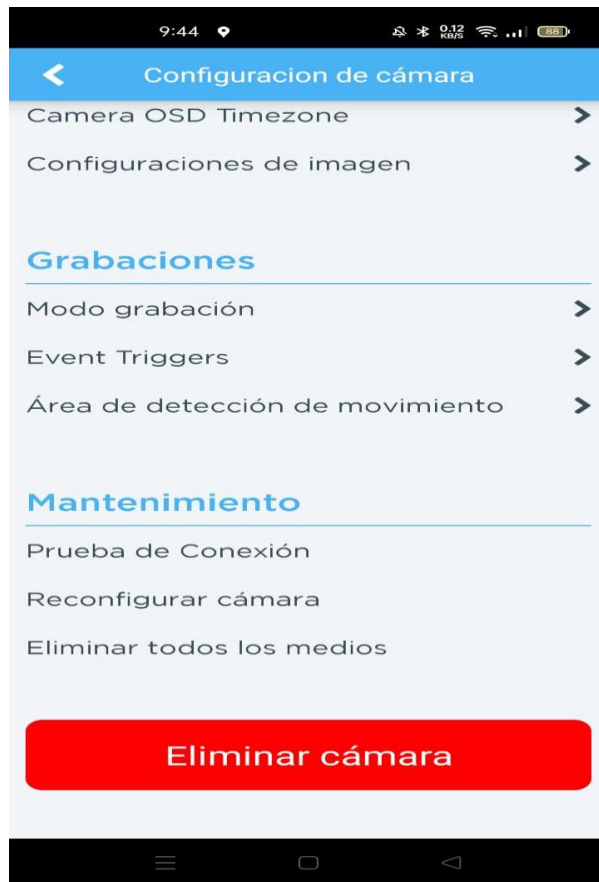 9:44
0.12
KB/S
88
Configuracion de cámara
Camera OSD Timezone
Configuraciones de imagen
Grabaciones
Modo grabación
Event Triggers
Área de detección de movimiento
Mantenimiento
Prueba de Conexión
Reconfigurar cámara
Eliminar todos los medios
Eliminar cámara